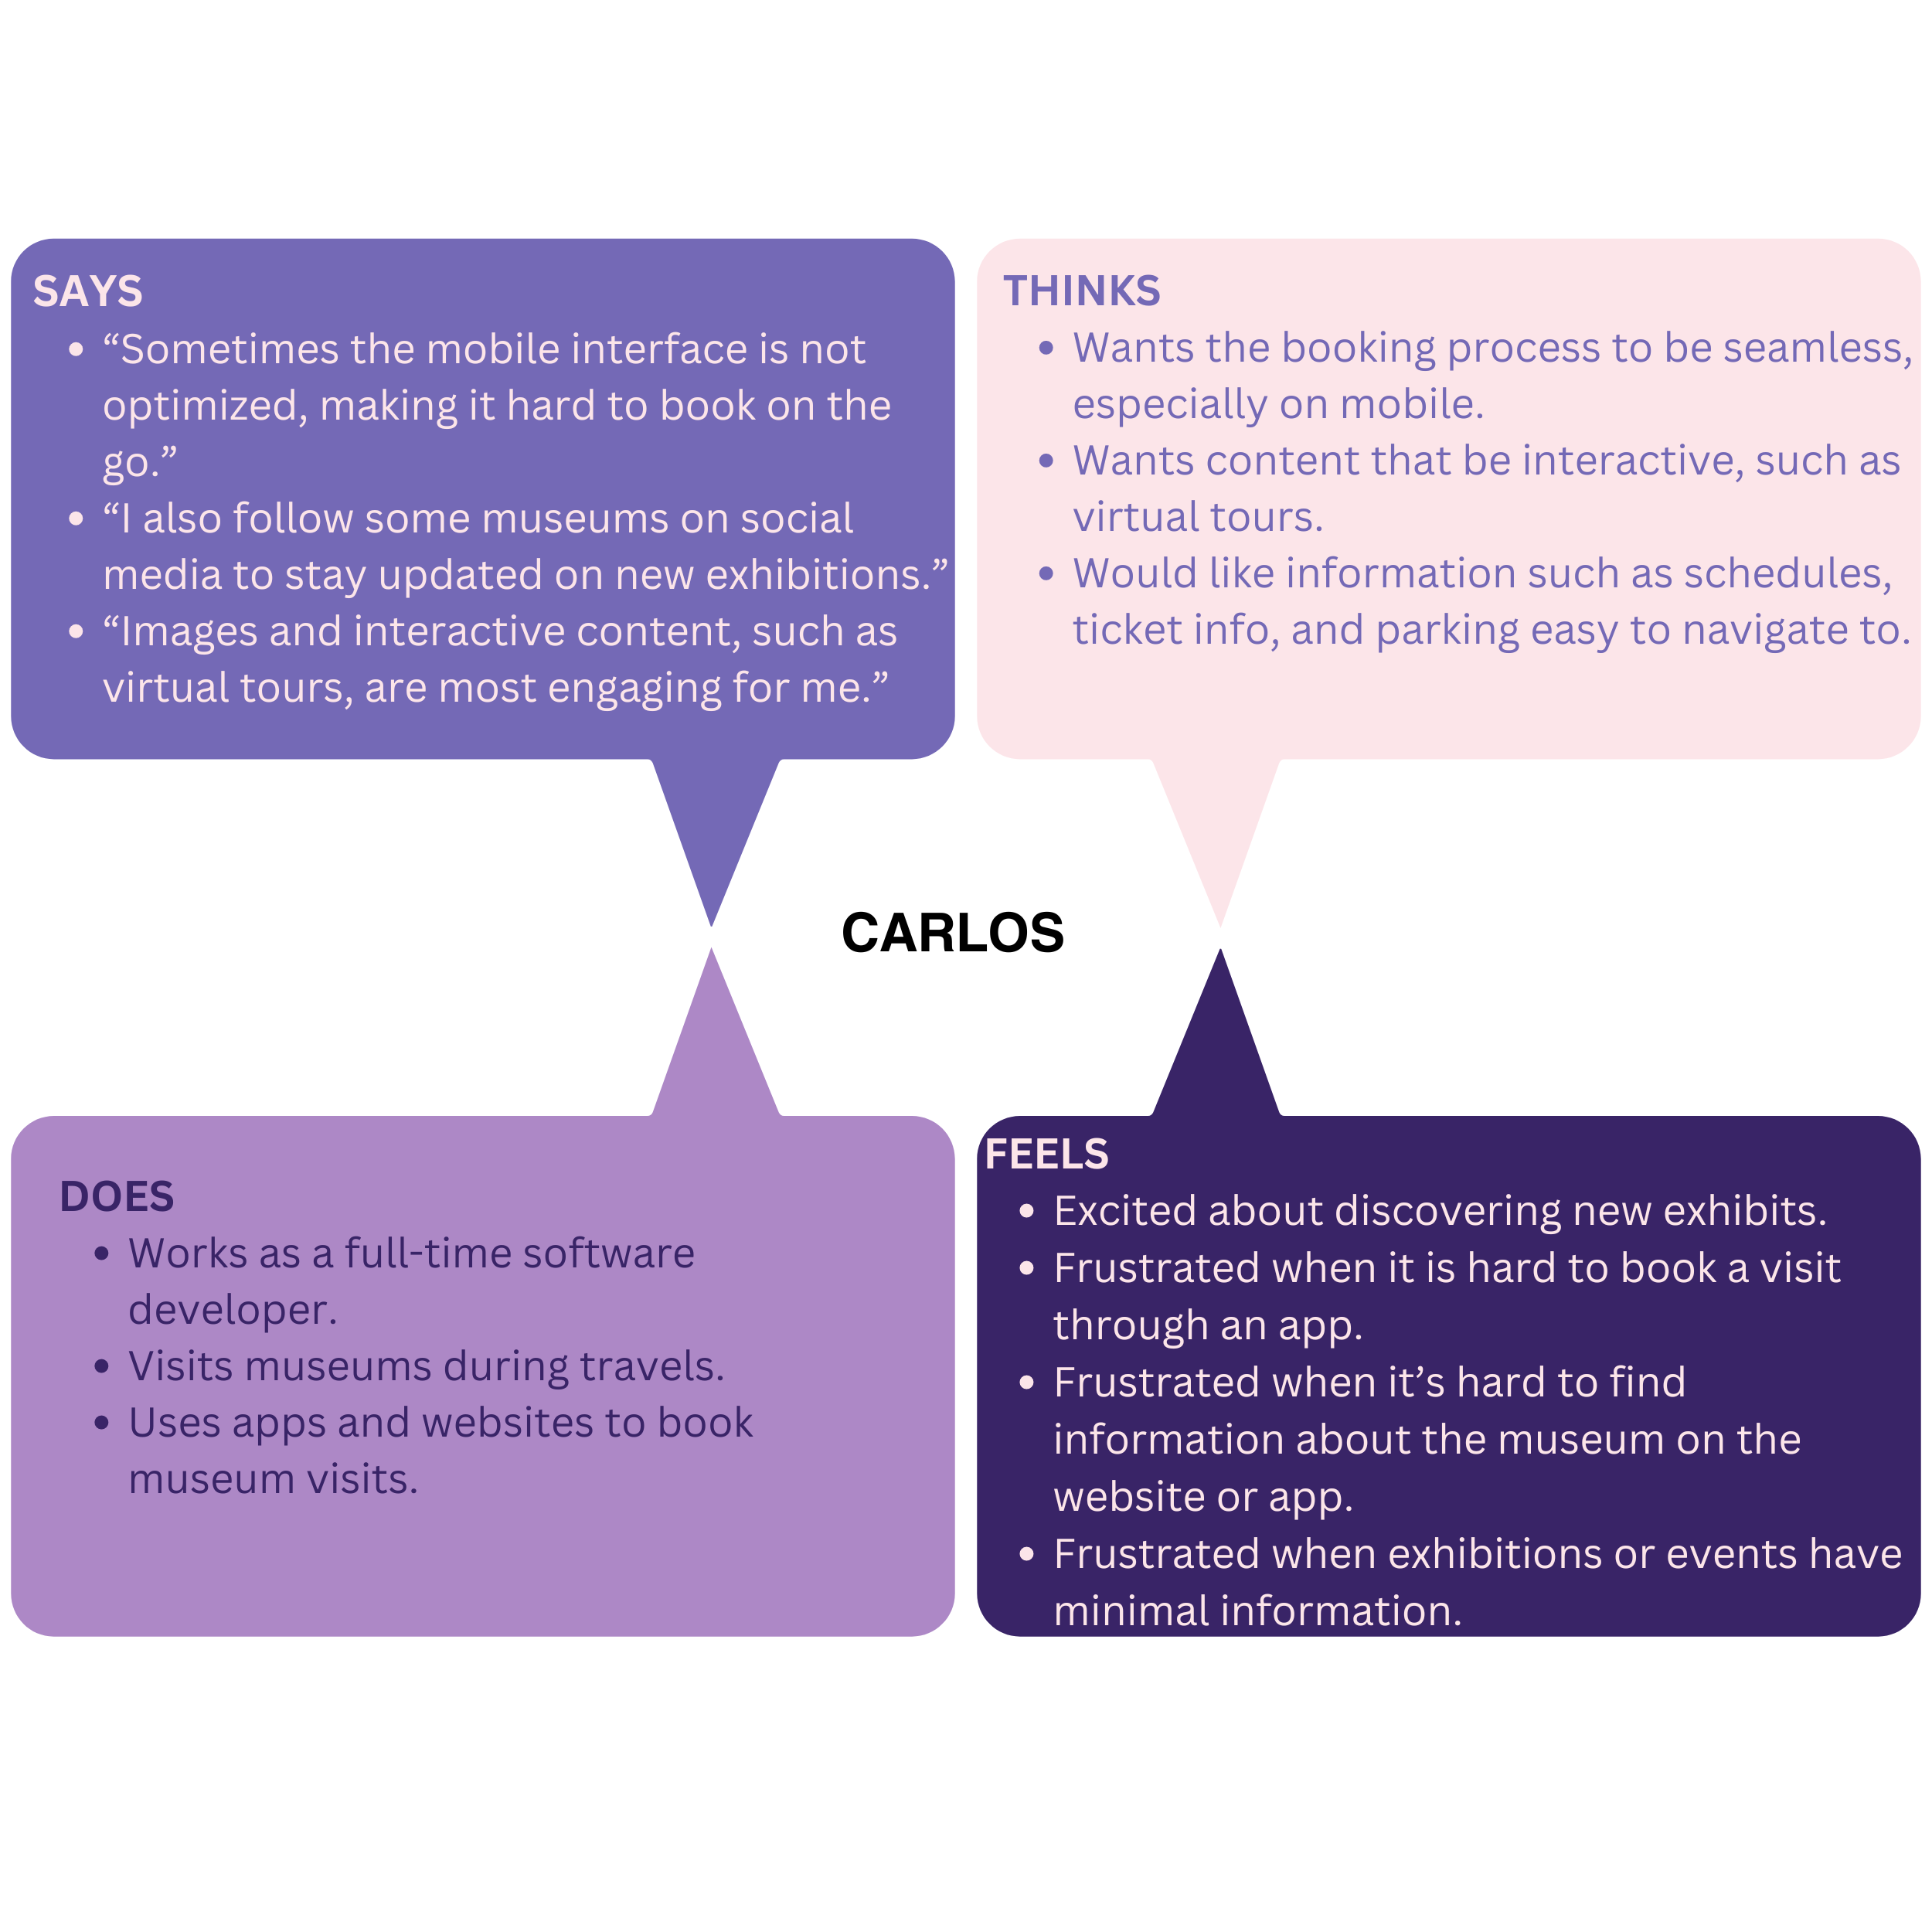 SAYS
• “Sometimes the mobile interface is not
optimized, making it hard to book on the
go.”
• “I also follow some museums on social
media to stay updated on new exhibitions.”
• “Images and interactive content, such as
virtual tours, are most engaging for me.”
THINKS
• Wants the booking process to be seamless,
especially on mobile.
• Wants content that be interactive, such as
virtual tours.
• Would like information such as schedules,
ticket info, and parking easy to navigate to.
CARLOS
DOES
• Works as a full-time software
developer.
• Visits museums during travels.
• Uses apps and websites to book
museum visits.
FEELS
• Excited about discovering new exhibits.
• Frustrated when it is hard to book a visit
through an app.
• Frustrated when it’s hard to find
information about the museum on the
website or app.
• Frustrated when exhibitions or events have
minimal information.